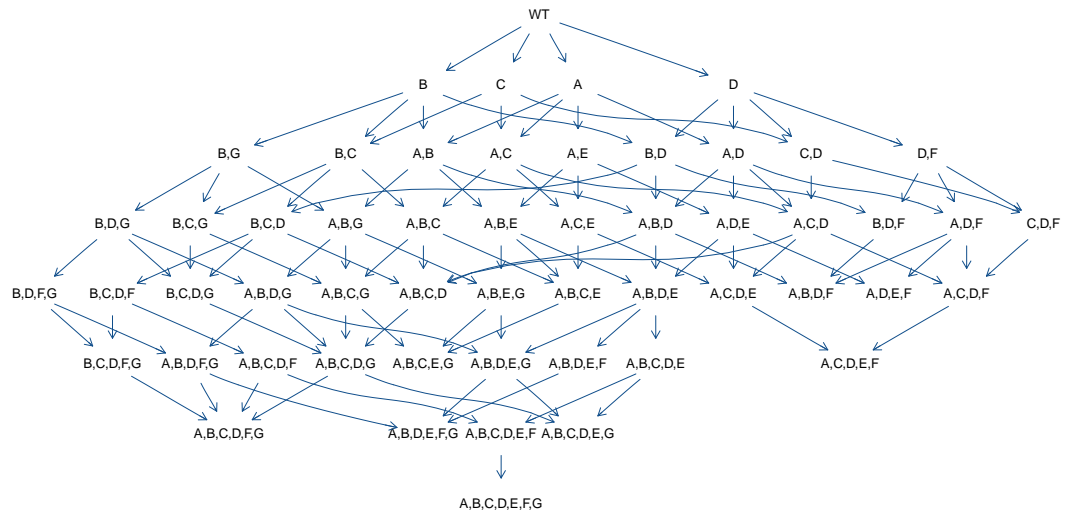 WT
B C A D
B,G B,C A,B A,C A,E B,D A,D C,D D,F
B,D,G B,C,G B,C,D A,B,G A,B,C A,B,E A,C,E A,B,D A,D,E A,C,D B,D,F A,D,F C,D,F
B,D,F,G B,C,D,F B,C,D,G A,B,D,G A,B,C,G A,B,C,D A,B,E,G A,B,C,E A,B,D,E A,C,D,E A,B,D,F A,D,E,F A,C,D,F
B,C,D,F,G A,B,D,F,G A,B,C,D,F A,B,C,D,G A,B,C,E,G A,B,D,E,G A,B,D,E,F A,B,C,D,E A,C,D,E,F
A,B,C,D,F,G A,B,D,E,F,G A,B,C,D,E,F A,B,C,D,E,G
A,B,C,D,E,F,G